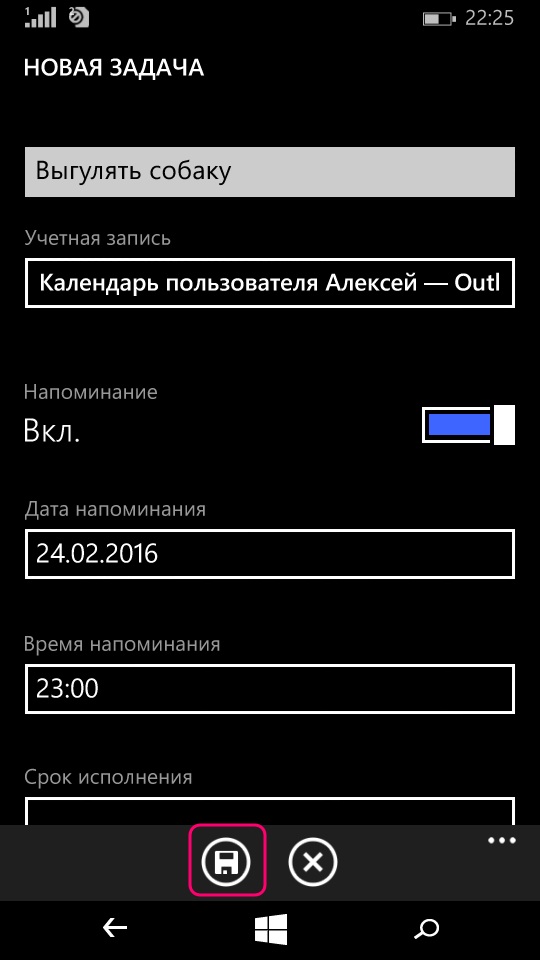 1
22:25
НОВАЯ ЗАДАЧА
Выгулять собаку
Учетная запись
Календарь пользователя Алексей — Outl
Напоминание
Вкл.
Дата напоминания
24.02.2016
Время напоминания
23:00
Срок исполнения